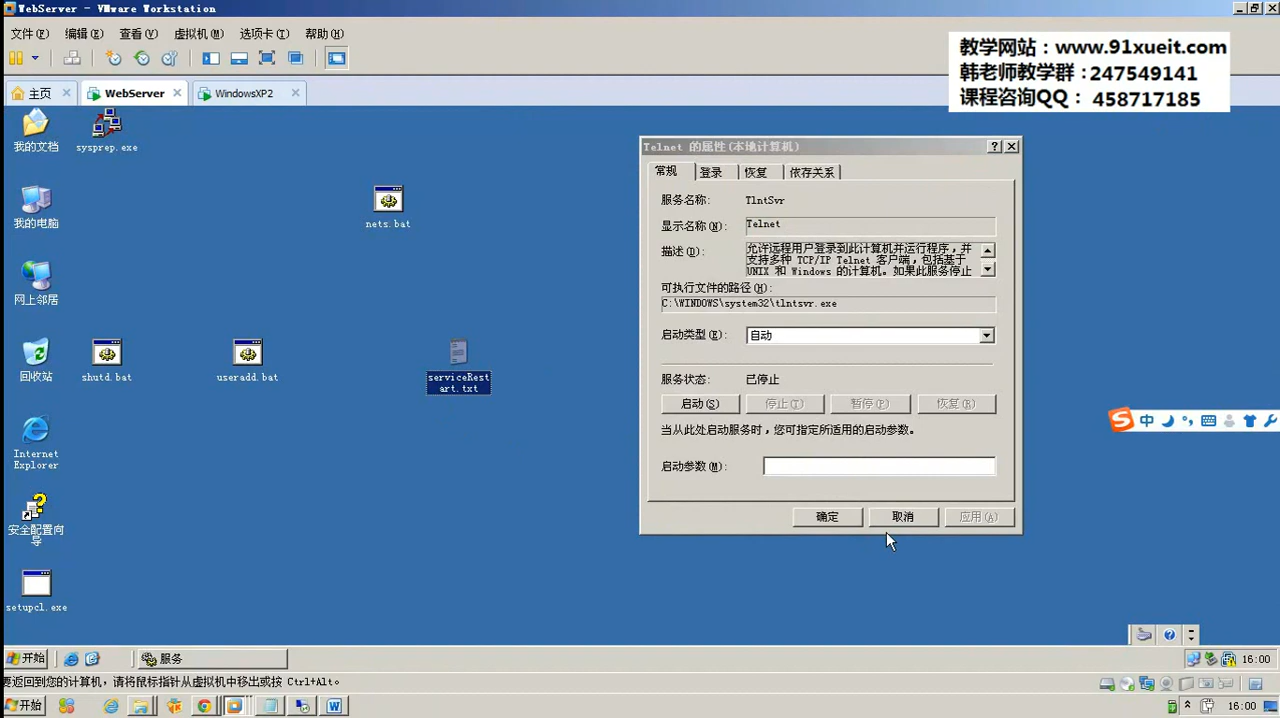 WebServer - VMware Workstation
文件(F) 编辑(E) 查看(V) 虚拟机(M) 选项卡(T) 帮助(H)
教学网站：www.91xueit.com
韩老师教学群：247549141
课程咨询QQ： 458717185
主页 WebServer WindowsXP2
我的文档
sysprep.exe
我的电脑
nets.bat
网上邻居
回收站
shutd.bat
useradd.bat
serviceRest
art.txt
Internet
Explorer
安全配置向
导
setupcl.exe
Telnet 的属性(本地计算机)
常规 登录 恢复 依存关系
服务名称: TlntSvr
显示名称(N): Telnet
描述(D): 允许远程用户登录到此计算机并运行程序，并
支持多种 TCP/IP Telnet 客户端，包括基于
UNIX 和 Windows 的计算机。如果此服务停止
可执行文件的路径(H):
C:\WINDOWS\system32\tlntsvr.exe
启动类型(E): 自动
服务状态: 已停止
启动(S) 停止(T) 暂停(P) 恢复(R)
当从此处启动服务时，您可指定所适用的启动参数。
启动参数(M):
确定 取消 应用(A)
中
开始 服务 16:00
要返回到您的计算机，请将鼠标指针从虚拟机中移出或按 Ctrl+Alt。
开始 16:00